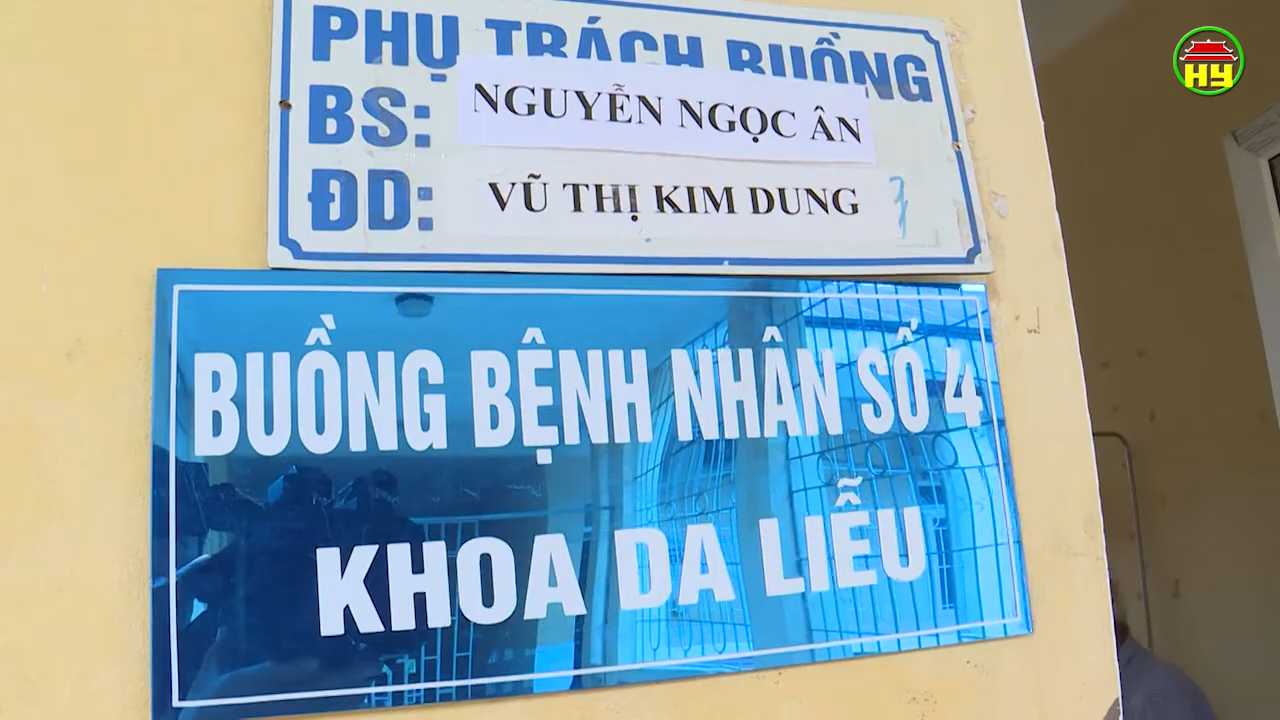 PHỤ TRÁCH BUỒNG
BS: NGUYỄN NGỌC ÂN
ĐD: VŨ THỊ KIM DUNG
BUỒNG BỆNH NHÂN SỐ 4
KHOA DA LIỄU
HY